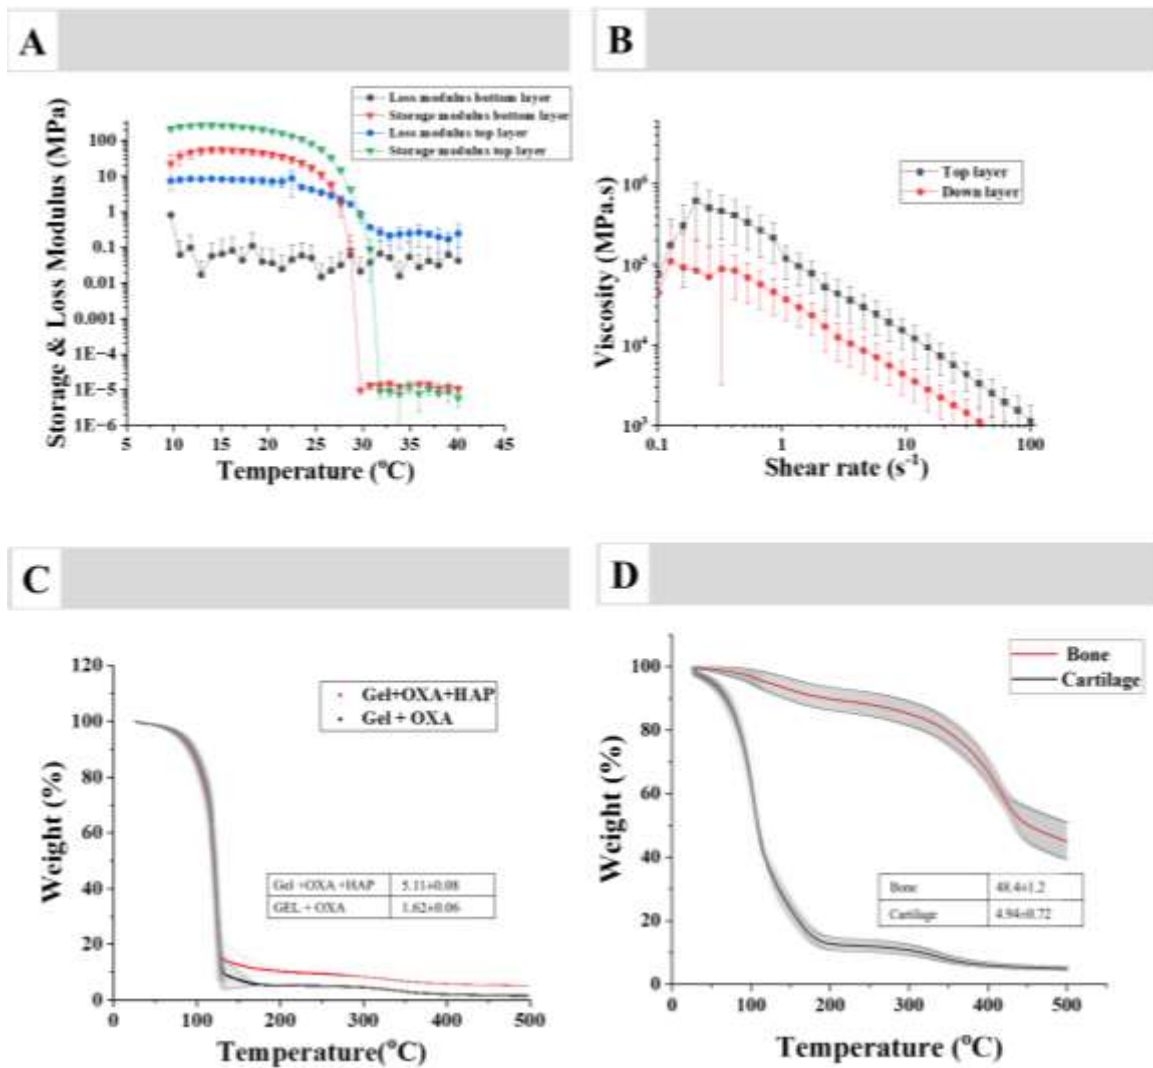 A
Storage & Loss Modulus (MPa)
Loss modulus bottom layer
Storage modulus bottom layer
Loss modulus top layer
Storage modulus top layer
100
10
1
0.1
0.01
0.001
1E-4
1E-5
1E-6
5 10 15 20 25 30 35 40 45
Temperature (°C)
B
Viscosity (MPa.s)
Top layer
Down layer
10⁶
10⁵
10⁴
10³
0.1 1 10 100
Shear rate (s⁻¹)
C
Weight (%)
Gel+OXA+HAP
Gel + OXA
120
100
80
60
40
20
0
Gel +OXA +HAP 5.11±0.08
GEL + OXA 1.62±0.06
0 100 200 300 400 500
Temperature(°C)
D
Weight (%)
Bone
Cartilage
100
80
60
40
20
0
Bone 48.4±1.2
Cartilage 4.94±0.72
0 100 200 300 400 500
Temperature (°C)